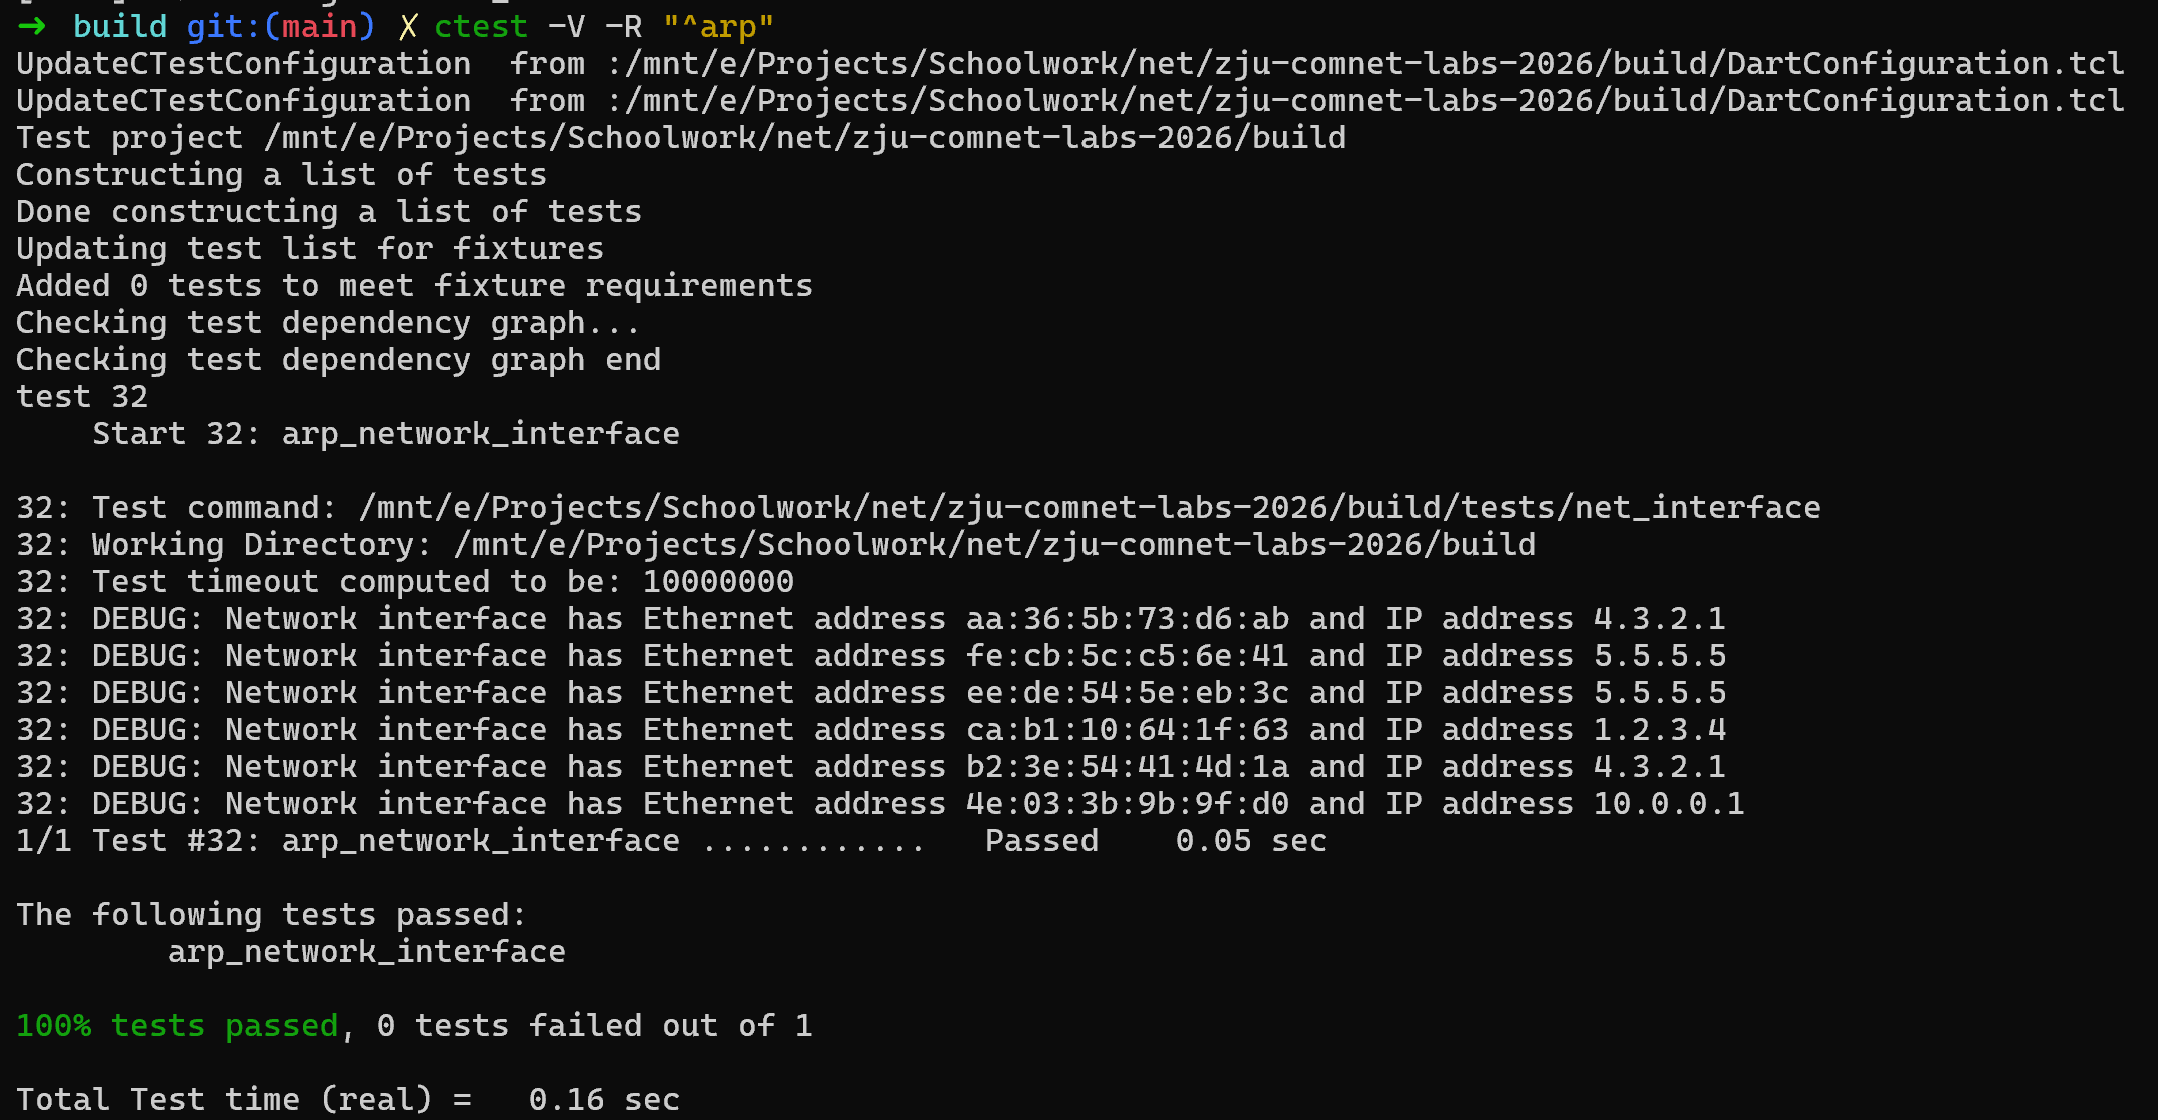 ➜ build git:(main) ✗ ctest -V -R "^arp"
UpdateCTestConfiguration  from :/mnt/e/Projects/Schoolwork/net/zju-comnet-labs-2026/build/DartConfiguration.tcl
UpdateCTestConfiguration  from :/mnt/e/Projects/Schoolwork/net/zju-comnet-labs-2026/build/DartConfiguration.tcl
Test project /mnt/e/Projects/Schoolwork/net/zju-comnet-labs-2026/build
Constructing a list of tests
Done constructing a list of tests
Updating test list for fixtures
Added 0 tests to meet fixture requirements
Checking test dependency graph...
Checking test dependency graph end
test 32
    Start 32: arp_network_interface
32: Test command: /mnt/e/Projects/Schoolwork/net/zju-comnet-labs-2026/build/tests/net_interface
32: Working Directory: /mnt/e/Projects/Schoolwork/net/zju-comnet-labs-2026/build
32: Test timeout computed to be: 10000000
32: DEBUG: Network interface has Ethernet address aa:36:5b:73:d6:ab and IP address 4.3.2.1
32: DEBUG: Network interface has Ethernet address fe:cb:5c:c5:6e:41 and IP address 5.5.5.5
32: DEBUG: Network interface has Ethernet address ee:de:54:5e:eb:3c and IP address 5.5.5.5
32: DEBUG: Network interface has Ethernet address ca:b1:10:64:1f:63 and IP address 1.2.3.4
32: DEBUG: Network interface has Ethernet address b2:3e:54:41:4d:1a and IP address 4.3.2.1
32: DEBUG: Network interface has Ethernet address 4e:03:3b:9b:9f:d0 and IP address 10.0.0.1
1/1 Test #32: arp_network_interface ............   Passed    0.05 sec
The following tests passed:
        arp_network_interface
100% tests passed, 0 tests failed out of 1
Total Test time (real) =   0.16 sec